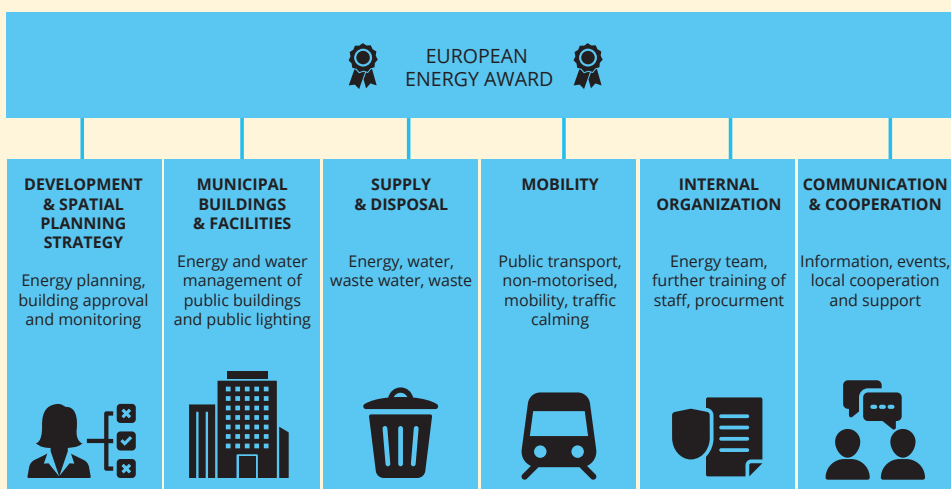 EUROPEAN
ENERGY AWARD
DEVELOPMENT
& SPATIAL
PLANNING
STRATEGY
Energy planning,
building approval
and monitoring
MUNICIPAL
BUILDINGS
& FACILITIES
Energy and water
management of
public buildings
and public lighting
SUPPLY
& DISPOSAL
Energy, water,
waste water, waste
MOBILITY
Public transport,
non-motorised,
mobility, traffic
calming
INTERNAL
ORGANIZATION
Energy team,
further training of
staff, procurment
COMMUNICATION
& COOPERATION
Information, events,
local cooperation
and support